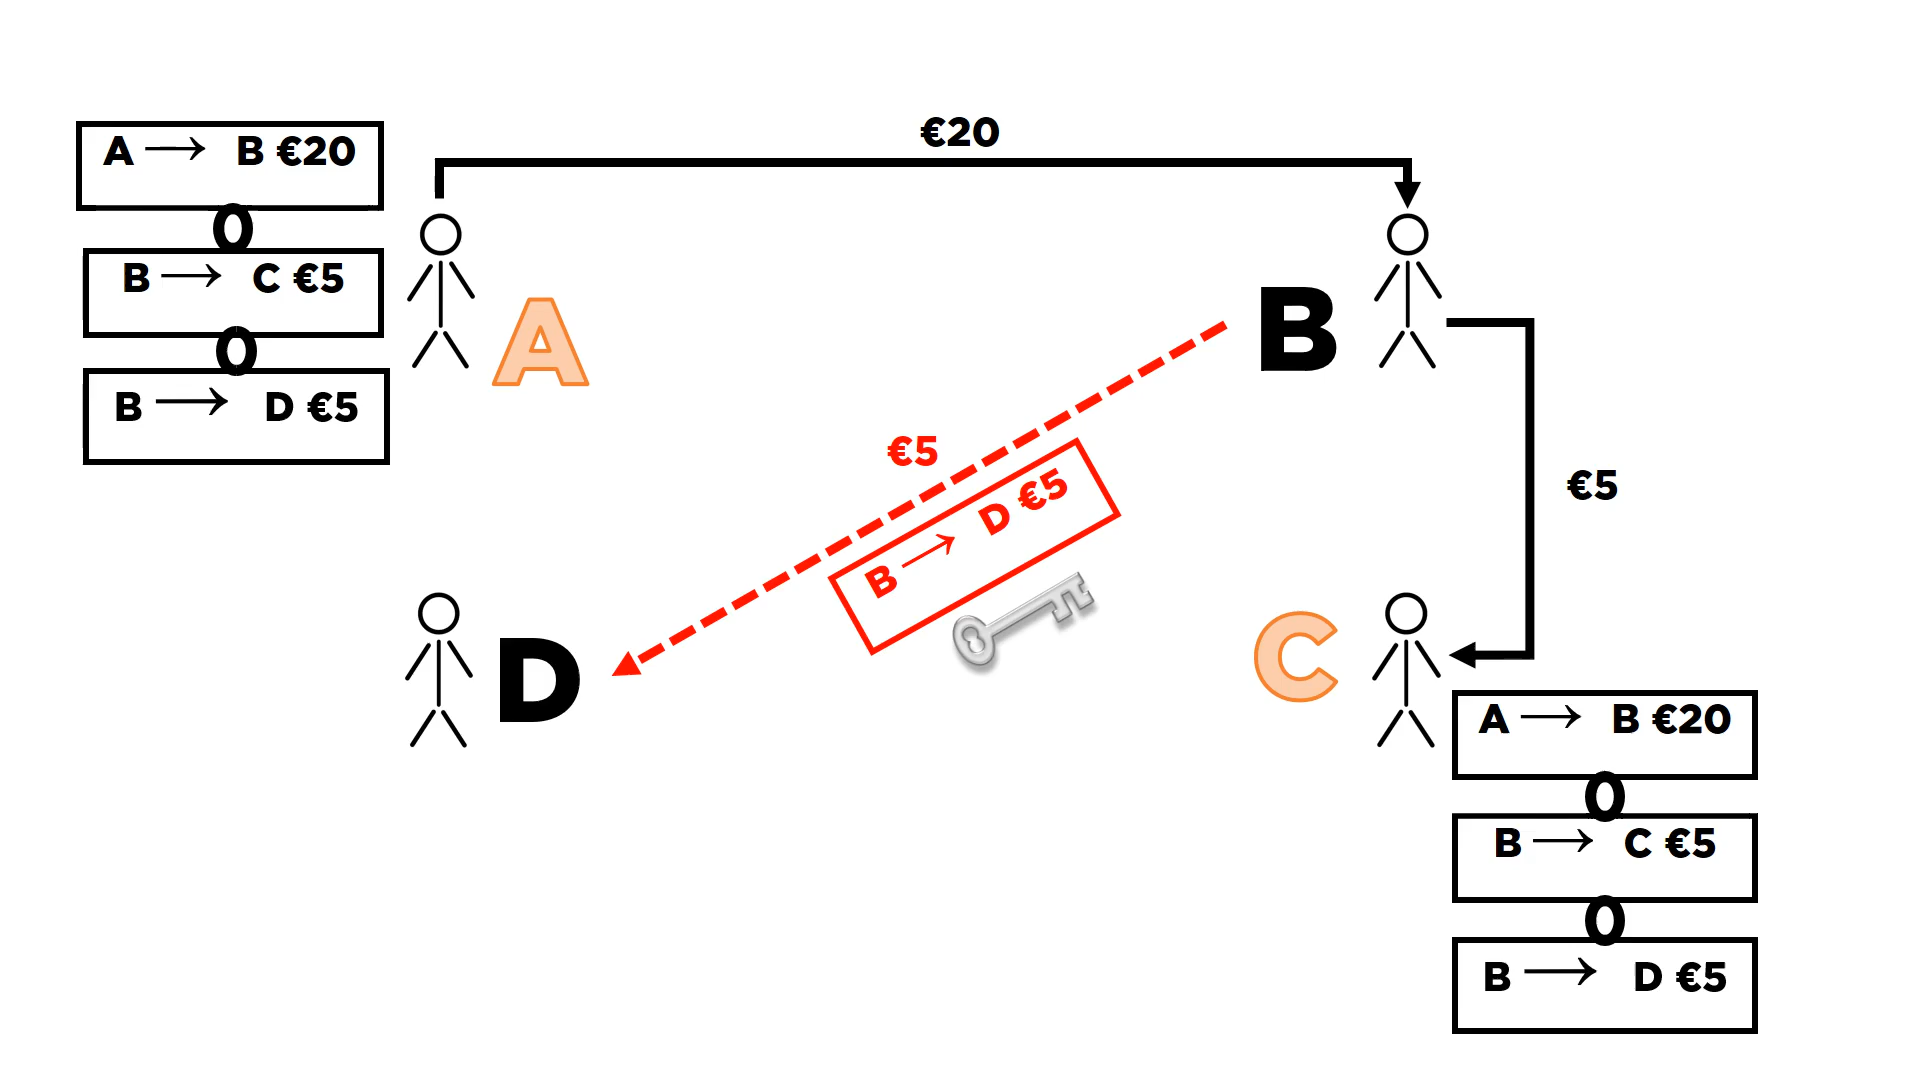 €20
A → B €20
B → C €5
B → D €5
A
B
€5
B → D €5
€5
D
C
A → B €20
B → C €5
B → D €5